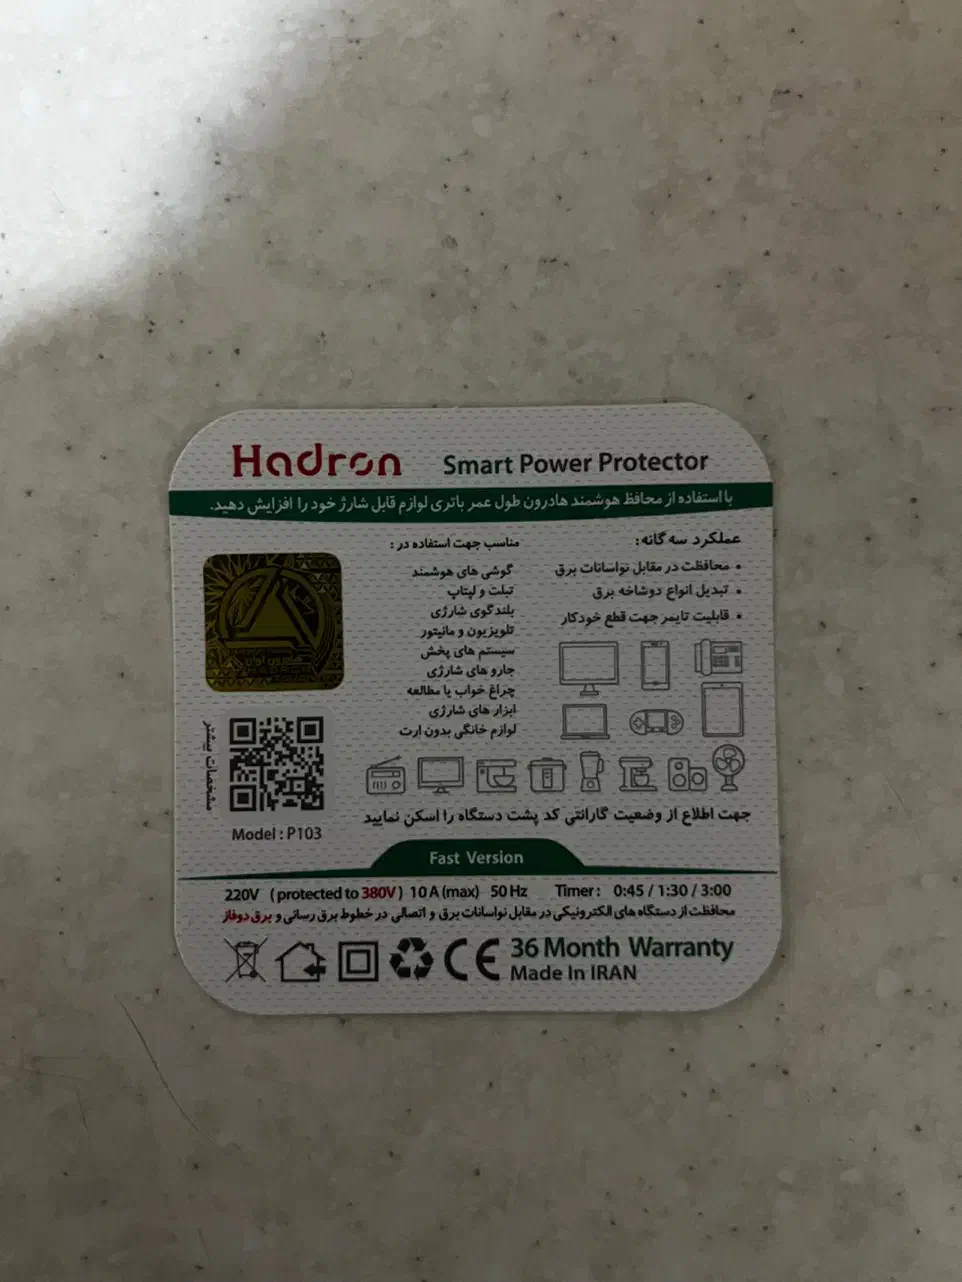 Hadron Smart Power Protector
با استفاده از محافظ هوشمند هادرون طول عمر باتری لوازم قابل شارژ خود را افزایش دهید.
عملکرد سه گانه:
• محافظت در مقابل نواسانات برق
• تبدیل انواع دوشاخه برق
• قابلیت تایمر جهت قطع خودکار
مناسب جهت استفاده در :
گوشی های هوشمند
تبلت و لپتاپ
بلندگوی شارژی
تلویزیون و مانیتور
سیستم های پخش
جارو های شارژی
چراغ خواب یا مطالعه
ابزار های شارژی
لوازم خانگی بدون ارت
مشخصات بیشتر
Model : P103
جهت اطلاع از وضعیت گارانتی کد پشت دستگاه را اسکن نمایید
Fast Version
220V ( protected to 380V ) 10 A (max) 50 Hz Timer : 0:45 / 1:30 / 3:00
محافظت از دستگاه های الکترونیکی در مقابل نواسانات برق و اتصالی در خطوط برق رسانی و برق دوفاز
CE 36 Month Warranty
Made In IRAN